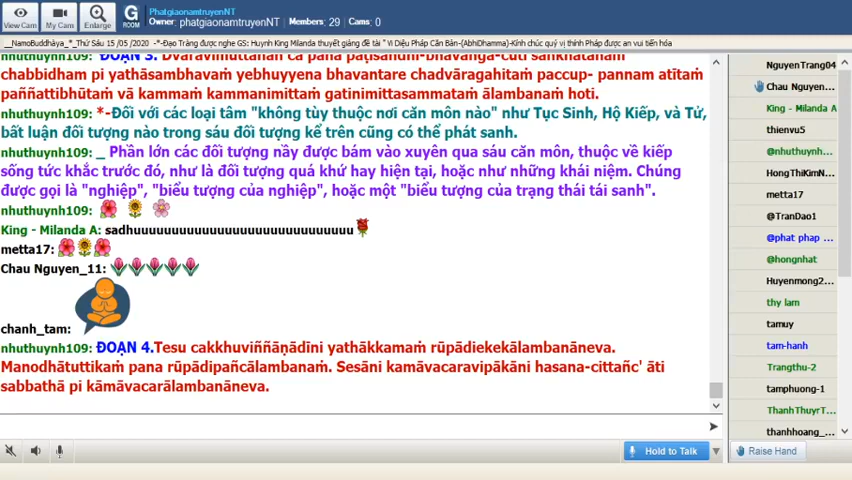 PhatgiaonamtruyenNT
Owner: phatgiaonamtruyenNT | Members: 29 | Cams: 0
View Cam
My Cam
Enlarge
G
ROOM
__NamoBuddhàya_*_Thứ Sáu 15 /05 /2020 -*-Đạo Tràng được nghe GS: Huynh King Milanda thuyết giảng đề tài " Vi Diệu Pháp Căn Bản-(AbhiDhamma)-Kính chúc quý vị thính Pháp được an vui tiến hóa
nhuthuynh109: ĐOẠN 3. Dvāravimuttānañ ca pana paṭisandhi-bhavaṅga-cuti saṅkhātānaṁ
chabbidham pi yathāsambhavaṁ yebhuyyena bhavantare chadvāragahitaṁ paccup- pannam atītaṁ
paññattibhūtaṁ vā kammaṁ kammanimittaṁ gatinimittasammataṁ ālambanaṁ hoti.
nhuthuynh109: *-Đối với các loại tâm "không tùy thuộc nơi căn môn nào" như Tục Sinh, Hộ Kiếp, và Tử,
bất luận đối tượng nào trong sáu đối tượng kể trên cũng có thể phát sanh.
nhuthuynh109: _ Phần lớn các đối tượng nầy được bám vào xuyên qua sáu căn môn, thuộc về kiếp
sống tức khắc trước đó, như là đối tượng quá khứ hay hiện tại, hoặc như những khái niệm. Chúng
được gọi là "nghiệp", "biểu tượng của nghiệp", hoặc một "biểu tượng của trạng thái tái sanh".
nhuthuynh109:
King - Milanda A: sadhuuuuuuuuuuuuuuuuuuuuuuuuuuuuu
metta17:
Chau Nguyen_11:
chanh_tam:
nhuthuynh109: ĐOẠN 4.Tesu cakkhuviññāṇādīni yathākkamaṁ rūpādiekekālambanāneva.
Manodhātuttikaṁ pana rūpādipañcālambanaṁ. Sesāni kamāvacaravipākāni hasana-cittañc' āti
sabbathā pi kāmāvacarālambanāneva.
Hold to Talk
NguyenTrang04
Chau Nguyen...
King - Milanda A
thienvu5
@nhuthuynh...
HongThiKimN...
metta17
@TranDao1
@phat phap ...
@hongnhat
Huyenmong2...
thy lam
tamuy
tam-hanh
Trangthu-2
tamphuong-1
ThanhThuyrT...
thanhhoang_...
Raise Hand